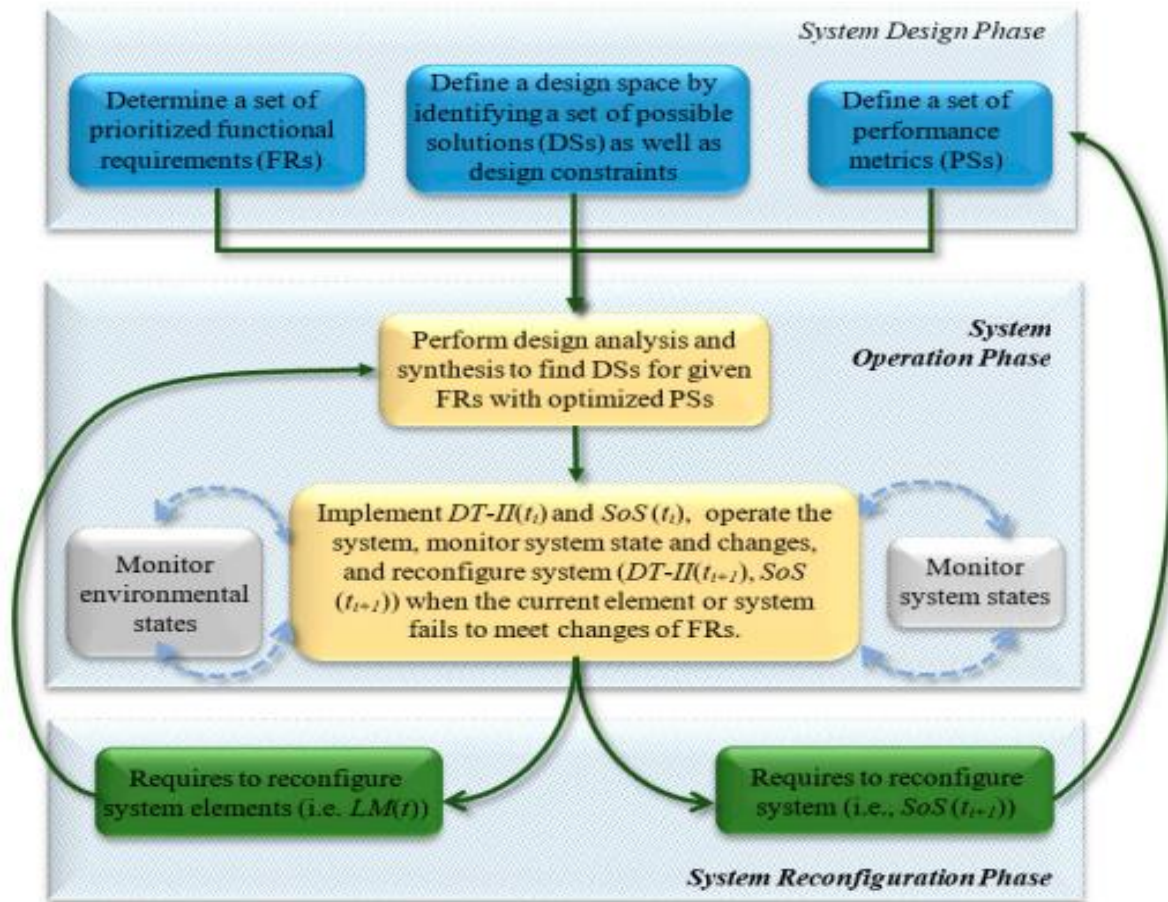 System Design Phase
Determine a set of
prioritized functional
requirements (FRs)
Define a design space by
identifying a set of possible
solutions (DSs) as well as
design constraints
Define a set of
performance
metrics (PSs)
System
Operation Phase
Perform design analysis and
synthesis to find DSs for given
FRs with optimized PSs
Implement DT-II(tᵢ) and SoS (tᵢ), operate the
system, monitor system state and changes,
and reconfigure system (DT-II(tᵢ₊₁), SoS
(tᵢ₊₁)) when the current element or system
fails to meet changes of FRs.
Monitor
environmental
states
Monitor
system states
Requires to reconfigure
system elements (i.e. LM(t))
Requires to reconfigure
system (i.e., SoS (tᵢ₊₁))
System Reconfiguration Phase